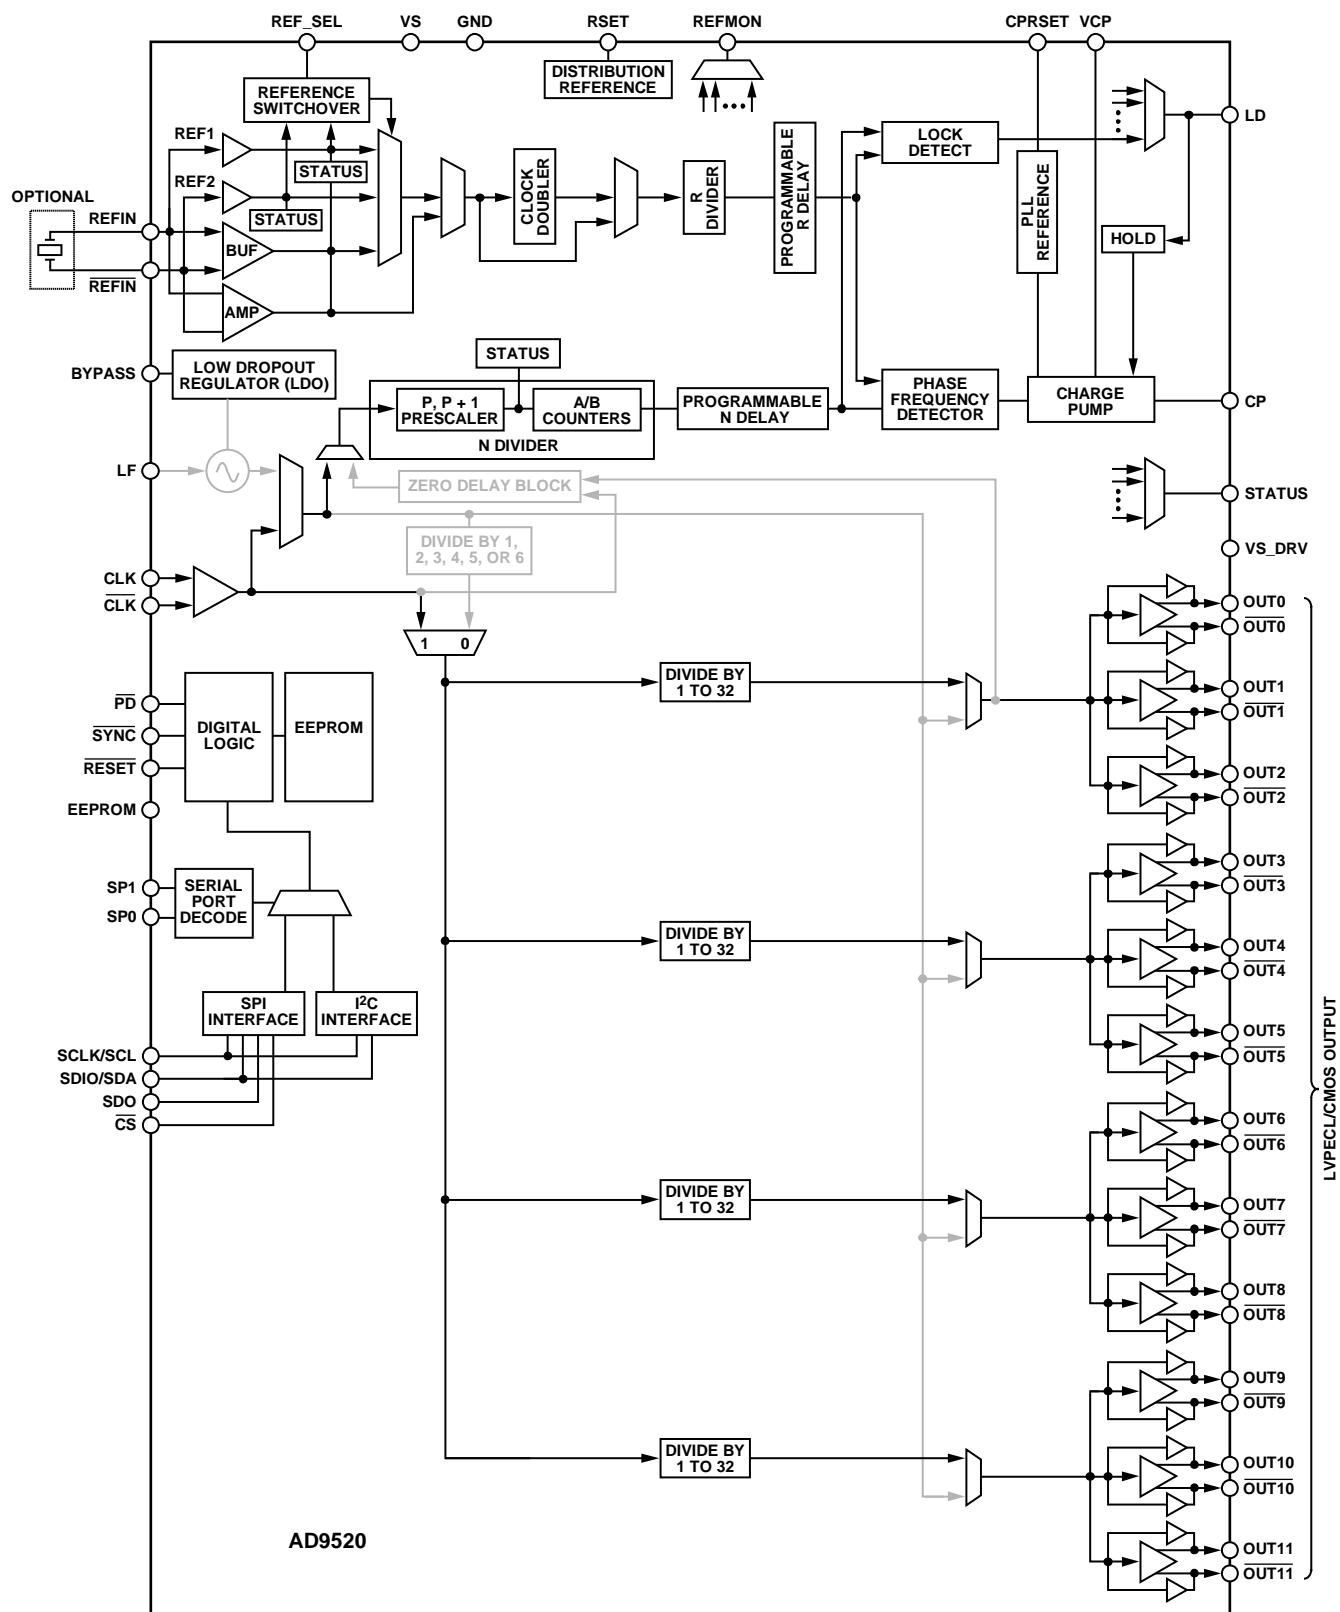 REF_SEL VS GND RSET REFMON CPRSET VCP
DISTRIBUTION
REFERENCE
REFERENCE
SWITCHOVER
LD
REF1
STATUS
REF2
STATUS
OPTIONAL
REFIN
REFIN
BUF
AMP
CLOCK
DOUBLER
R
DIVIDER
PROGRAMMABLE
R DELAY
LOCK
DETECT
PLL
REFERENCE
HOLD
BYPASS
LOW DROPOUT
REGULATOR (LDO)
STATUS
P, P + 1
PRESCALER
A/B
COUNTERS
N DIVIDER
PROGRAMMABLE
N DELAY
PHASE
FREQUENCY
DETECTOR
CHARGE
PUMP
CP
LF
ZERO DELAY BLOCK
STATUS
DIVIDE BY 1,
2, 3, 4, 5, OR 6
VS_DRV
CLK
CLK
1 0
OUT0
OUT0
DIVIDE BY
1 TO 32
OUT1
OUT1
PD
SYNC
RESET
DIGITAL
LOGIC
EEPROM
OUT2
OUT2
EEPROM
OUT3
OUT3
SP1
SP0
SERIAL
PORT
DECODE
DIVIDE BY
1 TO 32
OUT4
OUT4
SPI
INTERFACE
I2C
INTERFACE
OUT5
OUT5
SCLK/SCL
SDIO/SDA
SDO
CS
LVPECL/CMOS OUTPUT
OUT6
OUT6
DIVIDE BY
1 TO 32
OUT7
OUT7
OUT8
OUT8
OUT9
OUT9
DIVIDE BY
1 TO 32
OUT10
OUT10
AD9520
OUT11
OUT11